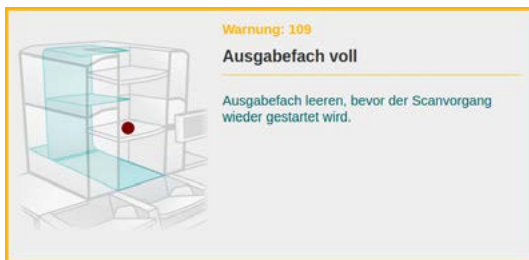 Warnung: 109
Ausgabefach voll
Ausgabefach leeren, bevor der Scanvorgang
wieder gestartet wird.